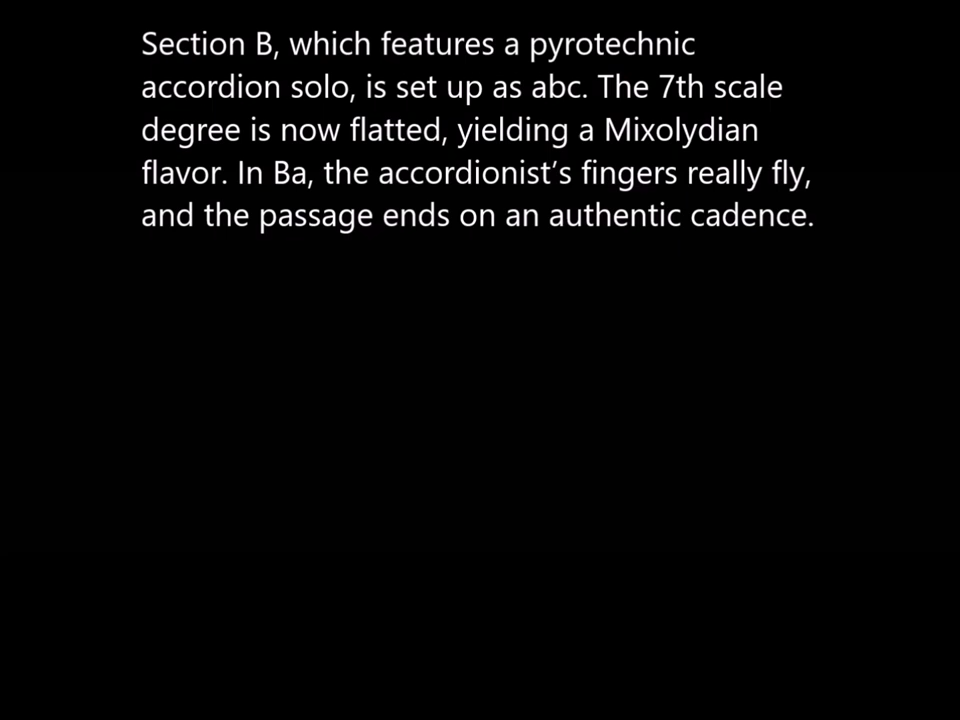 Section B, which features a pyrotechnic
accordion solo, is set up as abc. The 7th scale
degree is now flatted, yielding a Mixolydian
flavor. In Ba, the accordionist’s fingers really fly,
and the passage ends on an authentic cadence.